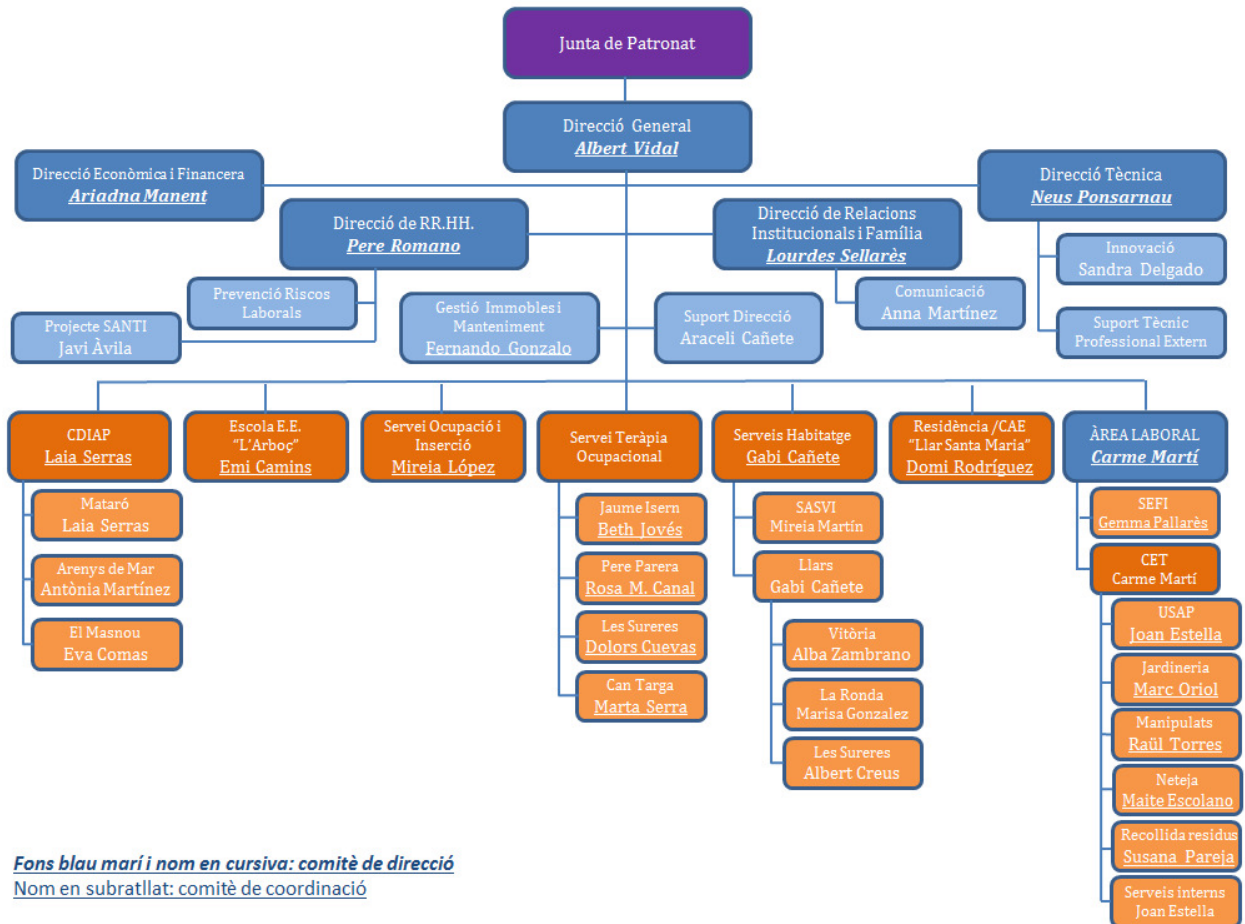 Junta de Patronat
Direcció General
Albert Vidal
Direcció Econòmica i Financera
Ariadna Manent
Direcció Tècnica
Neus Ponsarnau
Direcció de RR.HH.
Pere Romano
Direcció de Relacions
Institucionals i Família
Lourdes Sellarès
Innovació
Sandra Delgado
Prevenció Riscos
Laborals
Comunicació
Anna Martínez
Projecte SANTI
Javi Àvila
Gestió Immobles i
Manteniment
Fernando Gonzalo
Suport Direcció
Araceli Cañete
Suport Tècnic
Professional Extern
CDIAP
Laia Serras
Escola E.E.
"L'Arboç"
Emi Camins
Servei Ocupació i
Inserció
Mireia López
Servei Teràpia
Ocupacional
Serveis Habitatge
Gabi Cañete
Residència /CAE
"Llar Santa Maria"
Domi Rodríguez
ÀREA LABORAL
Carme Martí
Mataró
Laia Serras
Arenys de Mar
Antònia Martínez
El Masnou
Eva Comas
Jaume Isern
Beth Jovés
Pere Parera
Rosa M. Canal
Les Sureres
Dolors Cuevas
Can Targa
Marta Serra
SASVI
Mireia Martín
Llars
Gabi Cañete
Vitòria
Alba Zambrano
La Ronda
Marisa Gonzalez
Les Sureres
Albert Creus
SEFI
Gemma Pallarès
CET
Carme Martí
USAP
Joan Estella
Jardineria
Marc Oriol
Manipulats
Raül Torres
Neteja
Maite Escolano
Recollida residus
Susana Pareja
Serveis interns
Joan Estella
Fons blau marí i nom en cursiva: comitè de direcció
Nom en subratllat: comitè de coordinació